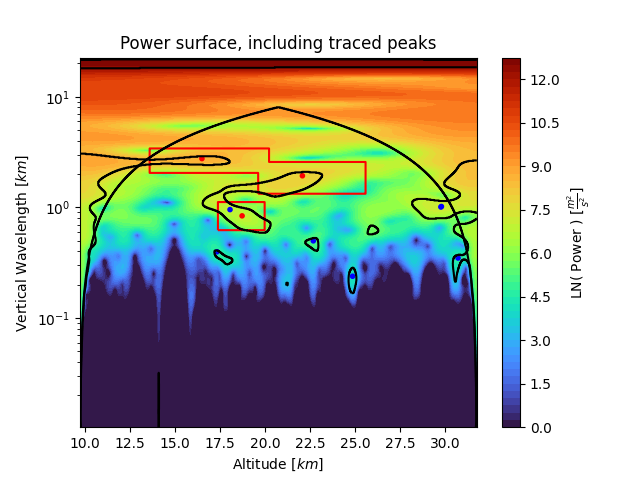 Power surface, including traced peaks
Vertical Wavelength [km]
10¹
10⁰
10⁻¹
10.0 12.5 15.0 17.5 20.0 22.5 25.0 27.5 30.0
Altitude [km]
12.0
10.5
9.0
7.5
6.0
4.5
3.0
1.5
0.0
LN( Power ) [m²/s²]